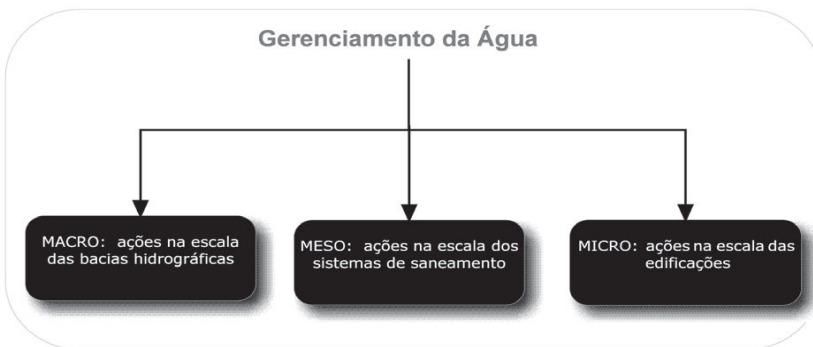 Gerenciamento da Água
MACRO: ações na escala
das bacias hidrográficas
MESO: ações na escala dos
sistemas de saneamento
MICRO: ações na escala das
edificações